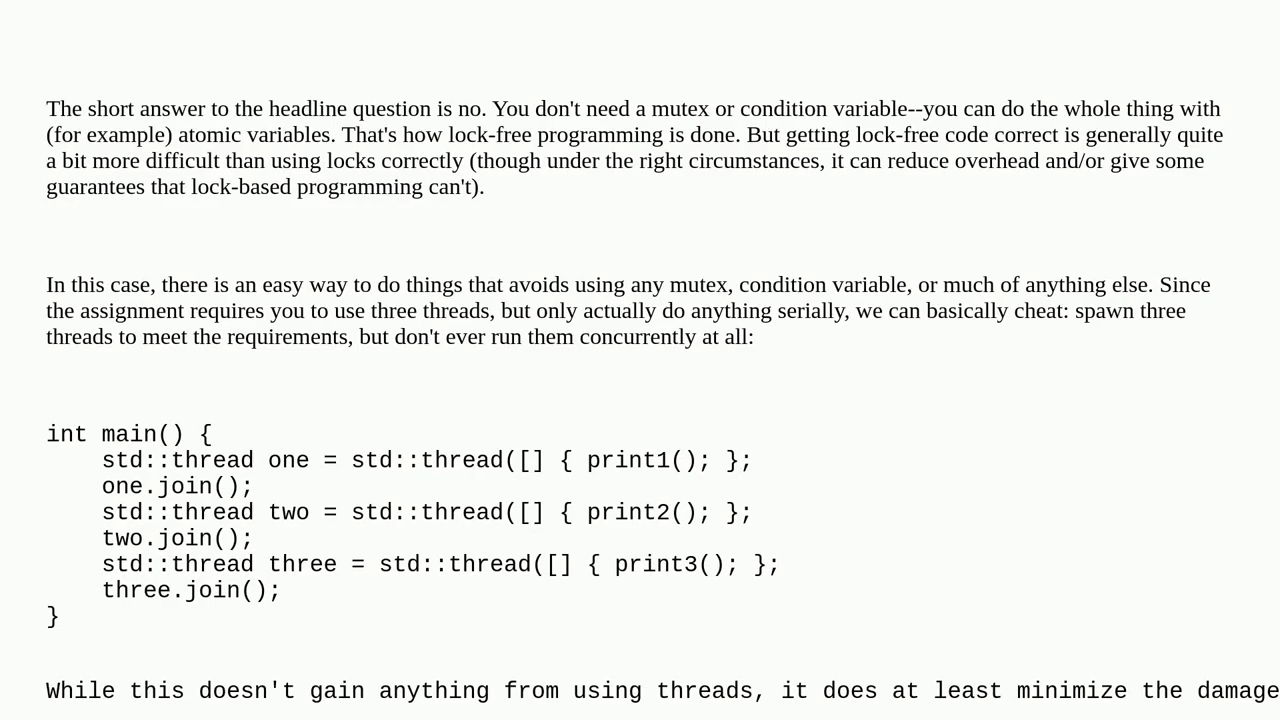 The short answer to the headline question is no. You don't need a mutex or condition variable--you can do the whole thing with
(for example) atomic variables. That's how lock-free programming is done. But getting lock-free code correct is generally quite
a bit more difficult than using locks correctly (though under the right circumstances, it can reduce overhead and/or give some
guarantees that lock-based programming can't).
In this case, there is an easy way to do things that avoids using any mutex, condition variable, or much of anything else. Since
the assignment requires you to use three threads, but only actually do anything serially, we can basically cheat: spawn three
threads to meet the requirements, but don't ever run them concurrently at all:
int main() {
    std::thread one = std::thread([] { print1(); };
    one.join();
    std::thread two = std::thread([] { print2(); };
    two.join();
    std::thread three = std::thread([] { print3(); };
    three.join();
}
While this doesn't gain anything from using threads, it does at least minimize the damage